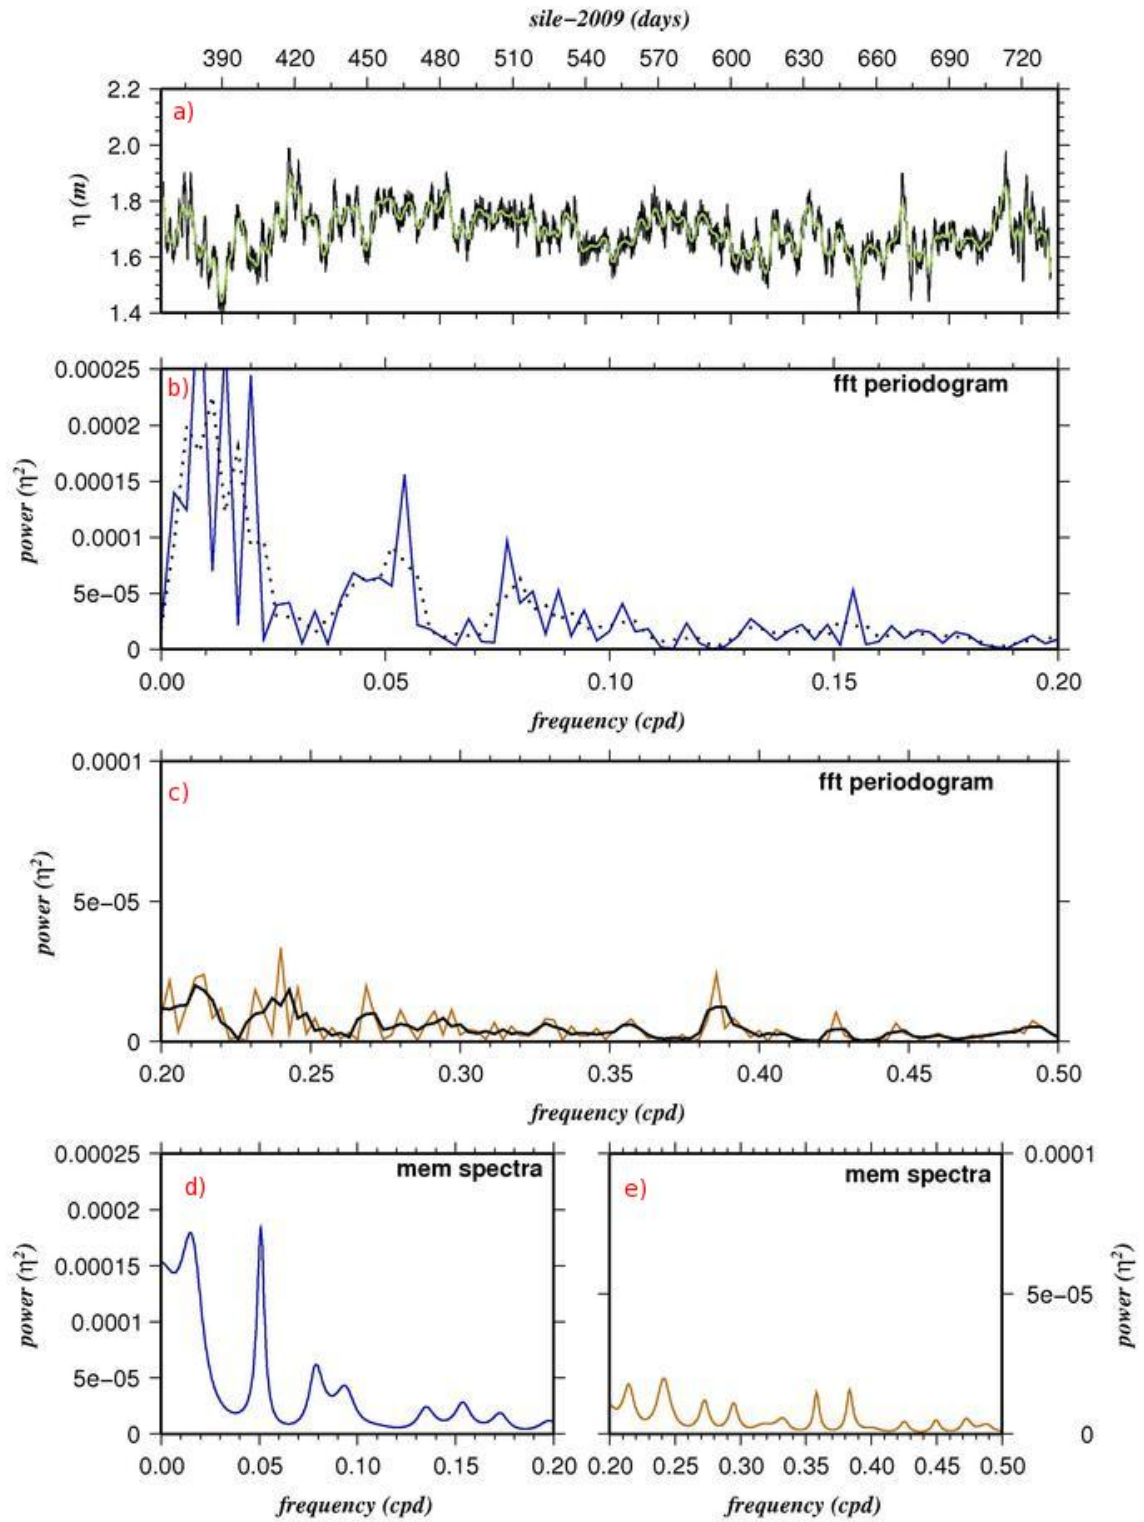 sile−2009 (days)
390 420 450 480 510 540 570 600 630 660 690 720
a)
2.2
2.0
1.8
1.6
1.4
η (m)
b)
fft periodogram
0.00025
0.0002
0.00015
0.0001
5e−05
0
power (η²)
0.00 0.05 0.10 0.15 0.20
frequency (cpd)
c)
fft periodogram
0.0001
5e−05
0
power (η²)
0.20 0.25 0.30 0.35 0.40 0.45 0.50
frequency (cpd)
d)
mem spectra
0.00025
0.0002
0.00015
0.0001
5e−05
0
power (η²)
0.00 0.05 0.10 0.15 0.20
frequency (cpd)
e)
mem spectra
0.0001
5e−05
0
power (η²)
0.20 0.25 0.30 0.35 0.40 0.45 0.50
frequency (cpd)